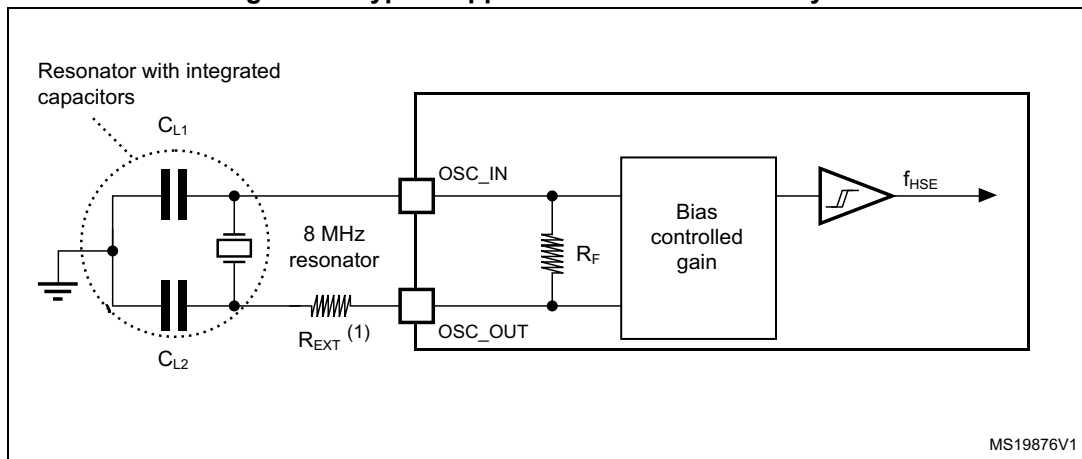 Resonator with integrated
capacitors
C_L1
OSC_IN
f_HSE
8 MHz
resonator
R_F
Bias
controlled
gain
R_EXT (1)
OSC_OUT
C_L2
MS19876V1